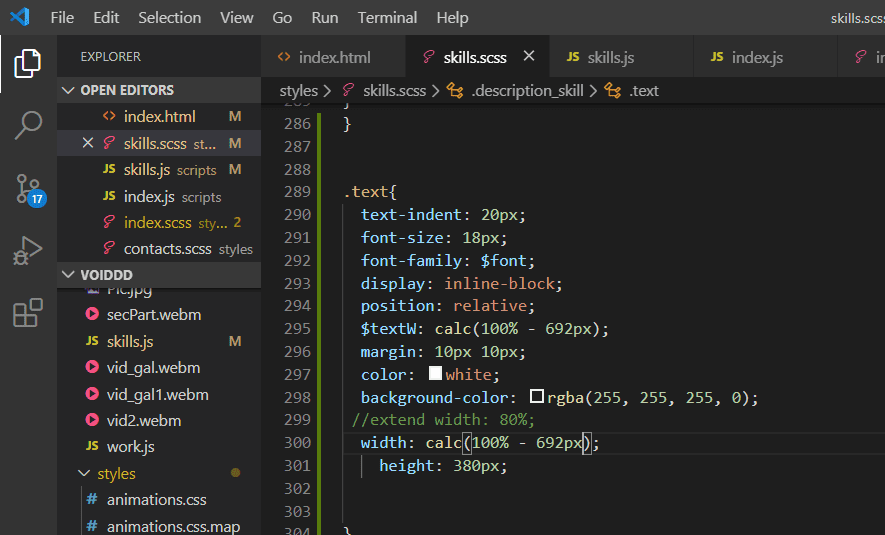 File Edit Selection View Go Run Terminal Help skills.scss
EXPLORER
index.html skills.scss skills.js index.js
OPEN EDITORS
styles > skills.scss > .description_skill > .text
index.html M
skills.scss st... M
skills.js scripts M
index.js scripts
index.scss sty... 2
contacts.scss styles
17
VOIDDD
Pic.jpg
secPart.webm
skills.js M
vid_gal.webm
vid_gal1.webm
vid2.webm
work.js
styles
animations.css
animations.css.map
285 }
286 }
287
288
289 .text{
290 text-indent: 20px;
291 font-size: 18px;
292 font-family: $font;
293 display: inline-block;
294 position: relative;
295 $textW: calc(100% - 692px);
296 margin: 10px 10px;
297 color: white;
298 background-color: rgba(255, 255, 255, 0);
299 //extend width: 80%;
300 width: calc(100% - 692px);
301 height: 380px;
302
303
304 }